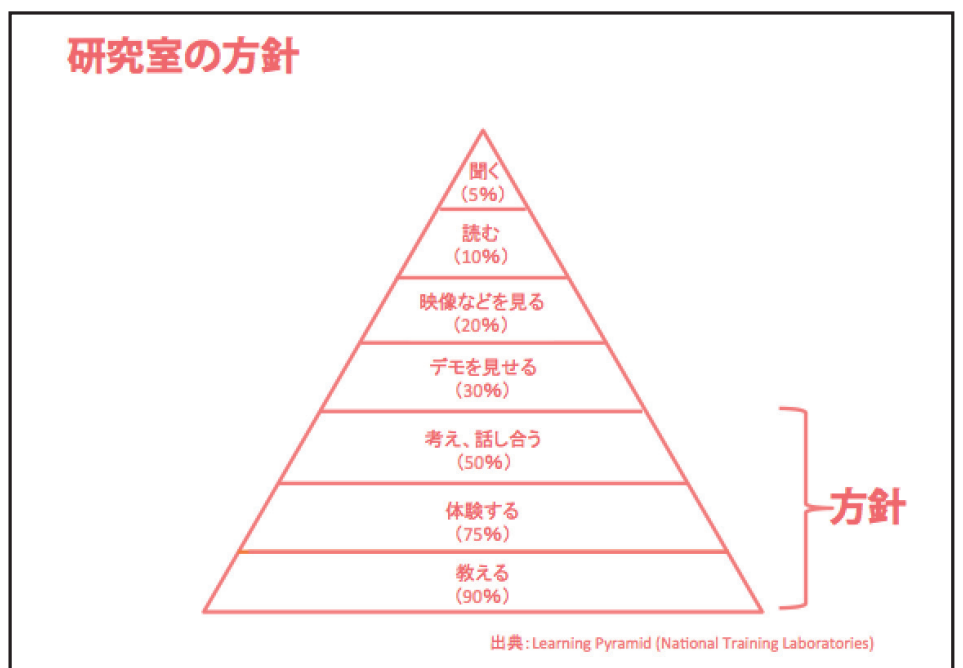 研究室の方針
聞く
(5%)
読む
(10%)
映像などを見る
(20%)
デモを見せる
(30%)
考え、話し合う
(50%)
体験する
(75%)
教える
(90%)
方針
出典：Learning Pyramid (National Training Laboratories)